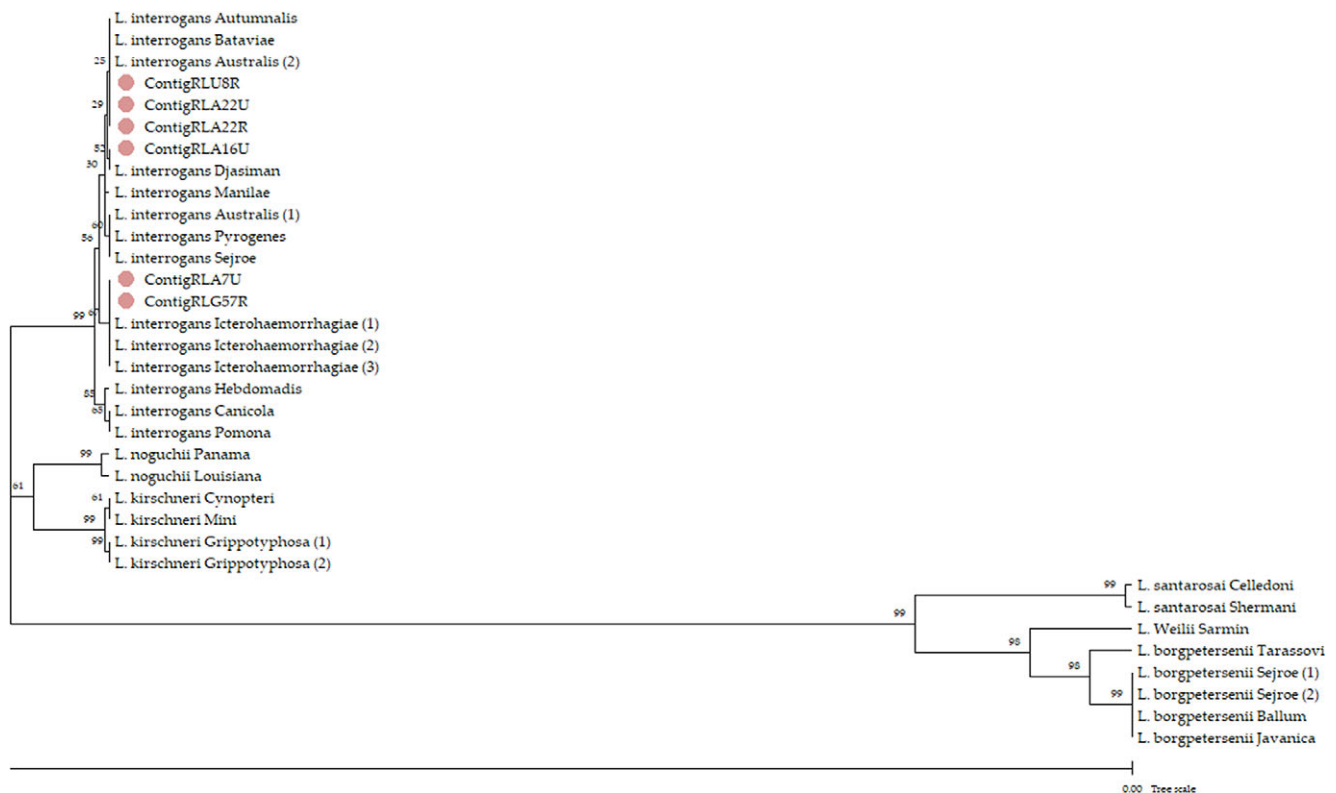 L. interrogans Autumnalis
L. interrogans Bataviae
25 L. interrogans Australis (2)
ContigRLU8R
29 ContigRLA22U
ContigRLA22R
52 ContigRLA16U
30 L. interrogans Djasiman
L. interrogans Manilae
L. interrogans Australis (1)
60
56 L. interrogans Pyrogenes
L. interrogans Sejroe
ContigRLA7U
ContigRLG57R
99 L. interrogans Icterohaemorrhagiae (1)
L. interrogans Icterohaemorrhagiae (2)
L. interrogans Icterohaemorrhagiae (3)
L. interrogans Hebdomadis
63 L. interrogans Canicola
L. interrogans Pomona
99 L. noguchii Panama
L. noguchii Louisiana
61
61 L. kirschneri Cynopteri
99 L. kirschneri Mini
99 L. kirschneri Grippotyphosa (1)
L. kirschneri Grippotyphosa (2)
99 L. santarosai Celledoni
99 L. santarosai Shermani
98 L. Weilii Sarmin
98 L. borgpetersenii Tarassovi
L. borgpetersenii Sejroe (1)
99 L. borgpetersenii Sejroe (2)
L. borgpetersenii Ballum
L. borgpetersenii Javanica
0.00 Tree scale